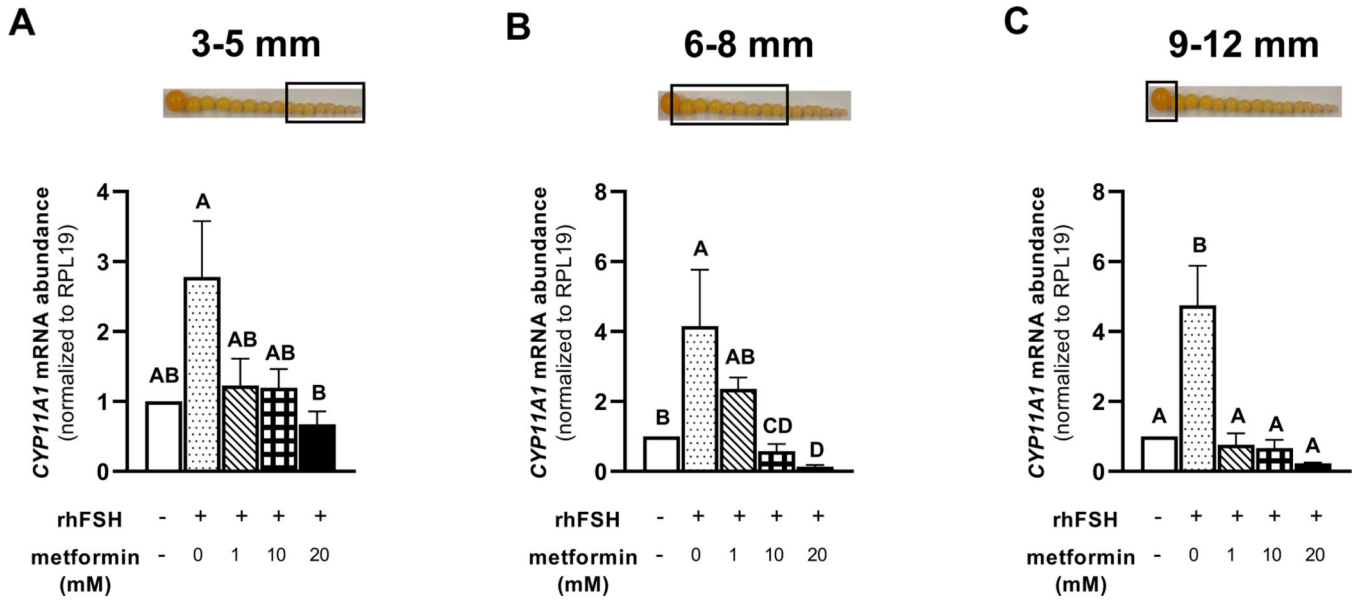 A
3-5 mm
CYP11A1 mRNA abundance
(normalized to RPL19)
4
3
2
1
0
AB
A
AB
AB
B
rhFSH - + + + +
metformin - 0 1 10 20
(mM)
B
6-8 mm
CYP11A1 mRNA abundance
(normalized to RPL19)
8
6
4
2
0
B
A
AB
CD
D
rhFSH - + + + +
metformin - 0 1 10 20
(mM)
C
9-12 mm
CYP11A1 mRNA abundance
(normalized to RPL19)
8
6
4
2
0
A
B
A
A
A
rhFSH - + + + +
metformin - 0 1 10 20
(mM)